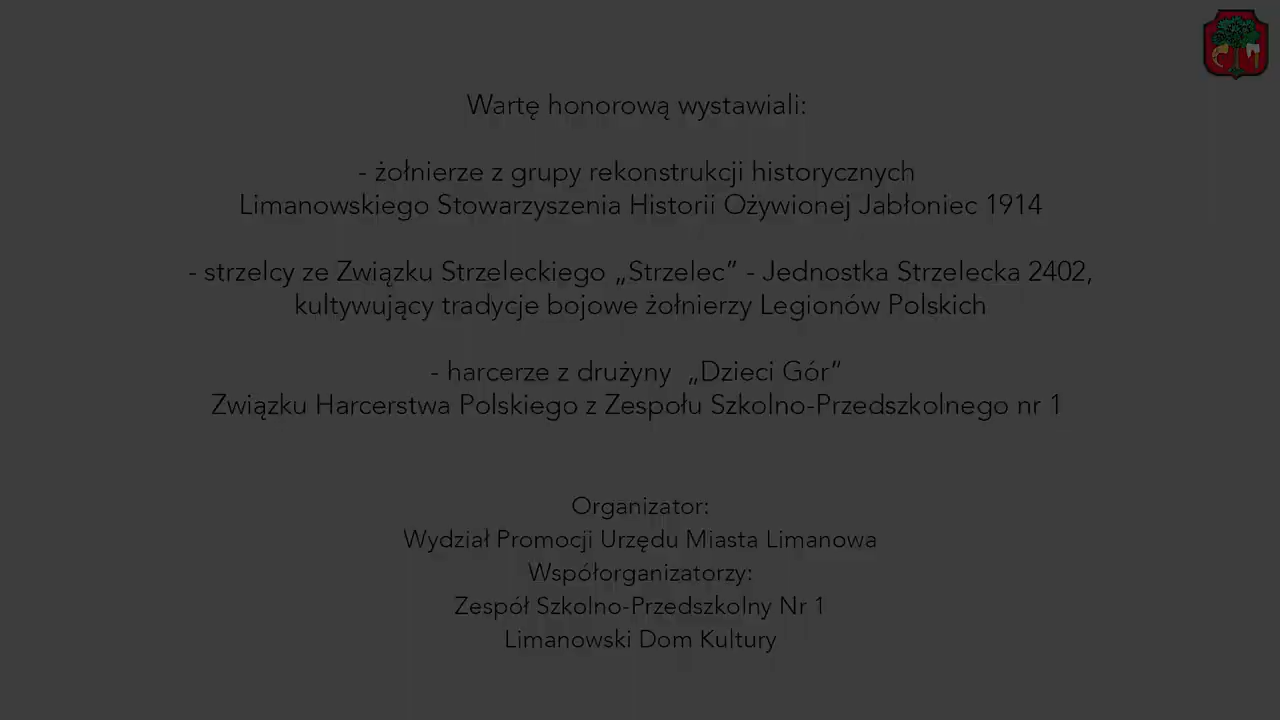 Wartę honorową wystawiali:
- żołnierze z grupy rekonstrukcji historycznych
Limanowskiego Stowarzyszenia Historii Ożywionej Jabłoniec 1914
- strzelcy ze Związku Strzeleckiego „Strzelec” - Jednostka Strzelecka 2402,
kultywujący tradycje bojowe żołnierzy Legionów Polskich
- harcerze z drużyny „Dzieci Gór”
Związku Harcerstwa Polskiego z Zespołu Szkolno-Przedszkolnego nr 1
Organizator:
Wydział Promocji Urzędu Miasta Limanowa
Współorganizatorzy:
Zespół Szkolno-Przedszkolny Nr 1
Limanowski Dom Kultury